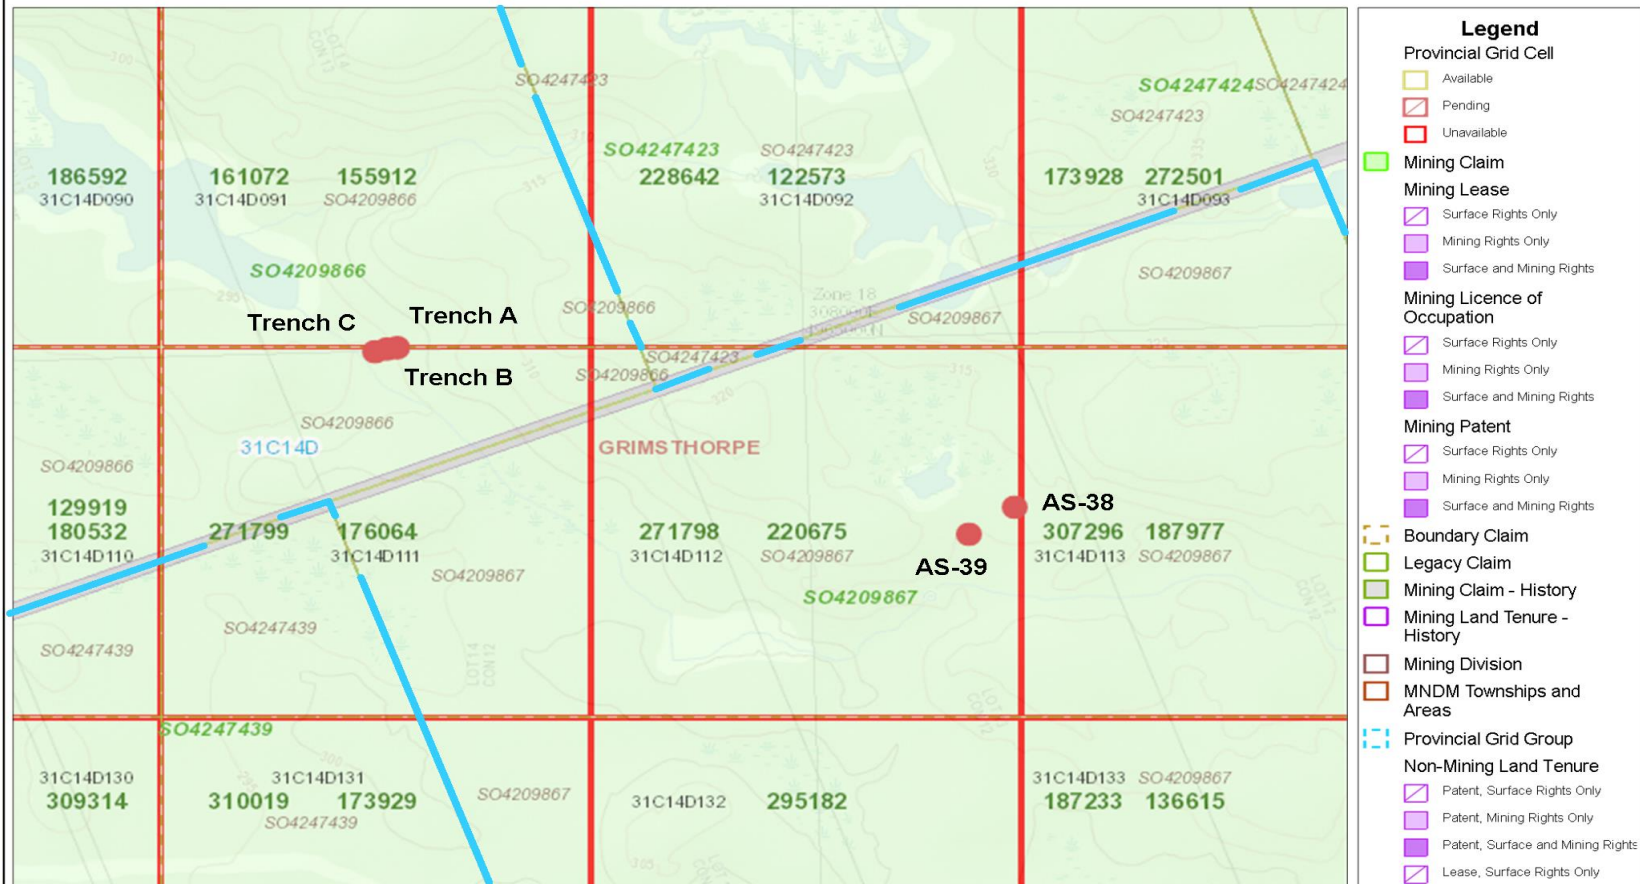 SO4247423
SO4247424 SO4247424
SO4247423
SO4247423 SO4247423
186592 161072 155912 228642 122573 173928 272501
31C14D090 31C14D091 SO4209866 31C14D092 31C14D093
SO4209866 SO4209867
295
Zone 18
SO4209866 SO4209867
Trench C Trench A
SO4247423
SO4209866
315
Trench B
310
320
SO4209866
31C14D GRIMSTHORPE
SO4209866
129919 AS-38
180532 271799 176064 271798 220675 307296 187977
31C14D110 31C14D111 31C14D112 SO4209867 31C14D113 SO4209867
AS-39
SO4209867
SO4209867
SO4247439
SO4247439
LOT14
CON12
SO4247439
31C14D130 31C14D131 31C14D133 SO4209867
309314 310019 173929 SO4209867 31C14D132 295182 187233 136615
SO4247439
Legend
Provincial Grid Cell
Available
Pending
Unavailable
Mining Claim
Mining Lease
Surface Rights Only
Mining Rights Only
Surface and Mining Rights
Mining Licence of
Occupation
Surface Rights Only
Mining Rights Only
Surface and Mining Rights
Mining Patent
Surface Rights Only
Mining Rights Only
Surface and Mining Rights
Boundary Claim
Legacy Claim
Mining Claim - History
Mining Land Tenure -
History
Mining Division
MNDM Townships and
Areas
Provincial Grid Group
Non-Mining Land Tenure
Patent, Surface Rights Only
Patent, Mining Rights Only
Patent, Surface and Mining Rights
Lease, Surface Rights Only